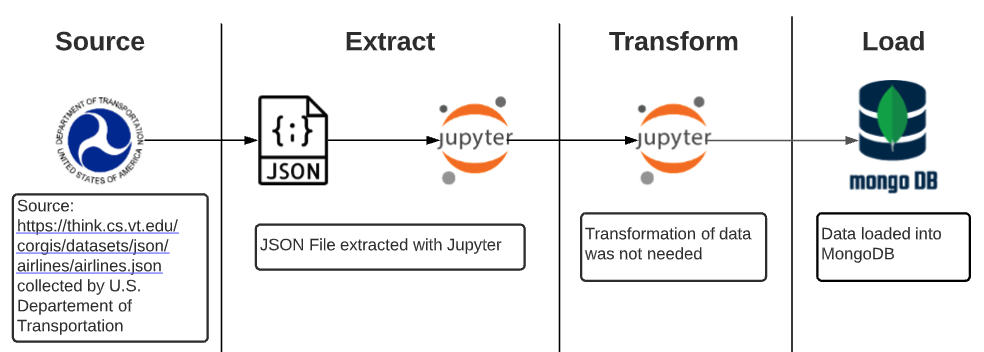 Source
Extract
Transform
Load
DEPARTMENT OF TRANSPORTATION
UNITED STATES OF AMERICA
{;}
JSON
jupyter
jupyter
mongo DB
Source:
https://think.cs.vt.edu/
corgis/datasets/json/
airlines/airlines.json
collected by U.S.
Departement of
Transportation
JSON File extracted with Jupyter
Transformation of data
was not needed
Data loaded into
MongoDB